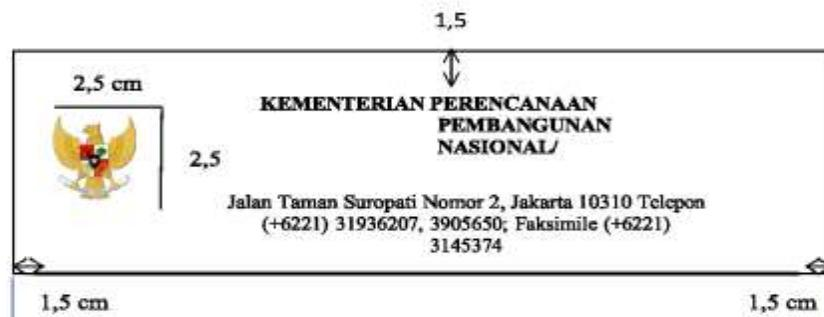 1,5
2,5 cm
KEMENTERIAN PERENCANAAN
PEMBANGUNAN
NASIONAL/
2,5
Jalan Taman Suropati Nomor 2, Jakarta 10310 Telepon
(+6221) 31936207, 3905650; Faksimile (+6221)
3145374
1,5 cm
1,5 cm